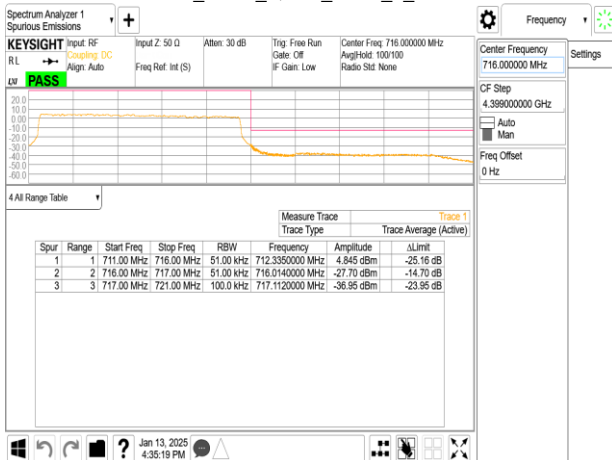 Spectrum Analyzer 1
Spurious Emissions
Frequency
KEYSIGHT
RL
LXI
PASS
Input: RF
Coupling: DC
Align: Auto
Input Z: 50 Ω
Freq Ref: Int (S)
Atten: 30 dB
Trig: Free Run
Gate: Off
IF Gain: Low
Center Freq: 716.000000 MHz
Avg|Hold: 100/100
Radio Std: None
Center Frequency
716.000000 MHz
Settings
CF Step
4.399000000 GHz
Auto
Man
Freq Offset
0 Hz
20.0
10.0
0.00
-10.0
-20.0
-30.0
-40.0
-50.0
-60.0
4 All Range Table
Measure Trace Trace 1
Trace Type Trace Average (Active)
Spur Range Start Freq Stop Freq RBW Frequency Amplitude ΔLimit
1 1 711.00 MHz 716.00 MHz 51.00 kHz 712.3350000 MHz 4.845 dBm -25.16 dB
2 2 716.00 MHz 717.00 MHz 51.00 kHz 716.0140000 MHz -27.70 dBm -14.70 dB
3 3 717.00 MHz 721.00 MHz 100.0 kHz 717.1120000 MHz -36.95 dBm -23.95 dB
Jan 13, 2025
4:35:19 PM